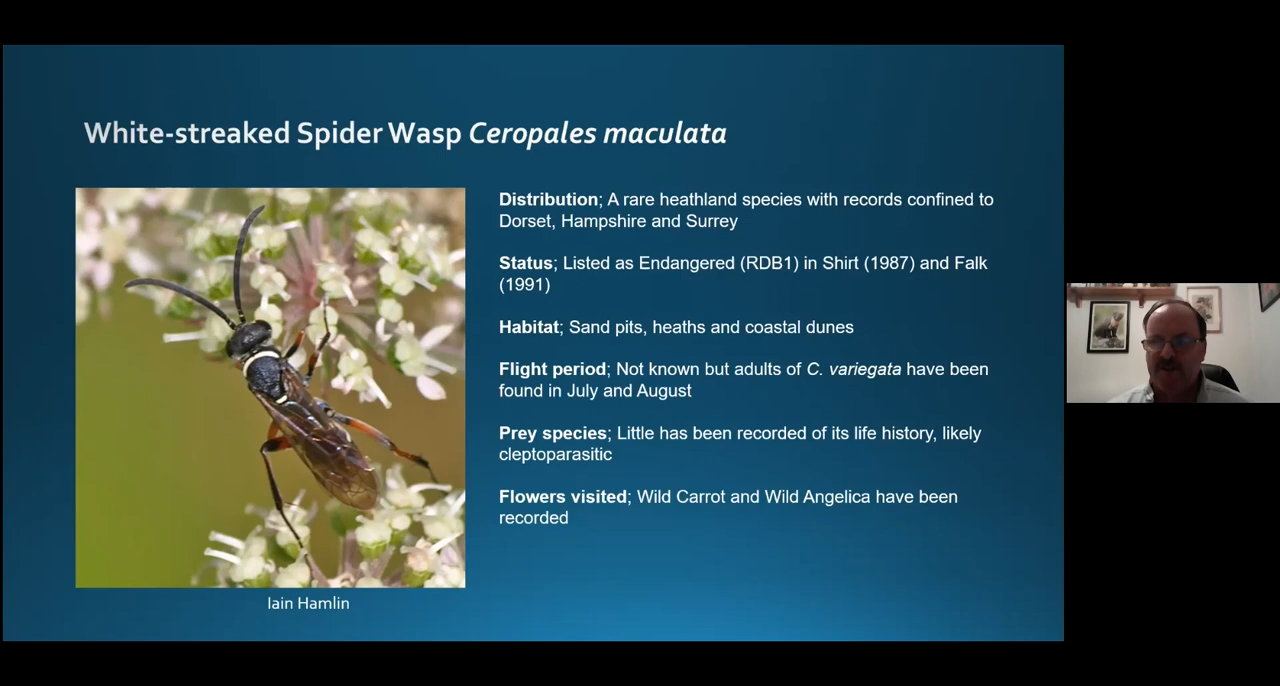 White-streaked Spider Wasp Ceropales maculata
Distribution; A rare heathland species with records confined to
Dorset, Hampshire and Surrey
Status; Listed as Endangered (RDB1) in Shirt (1987) and Falk
(1991)
Habitat; Sand pits, heaths and coastal dunes
Flight period; Not known but adults of C. variegata have been
found in July and August
Prey species; Little has been recorded of its life history, likely
cleptoparasitic
Flowers visited; Wild Carrot and Wild Angelica have been
recorded
Iain Hamlin